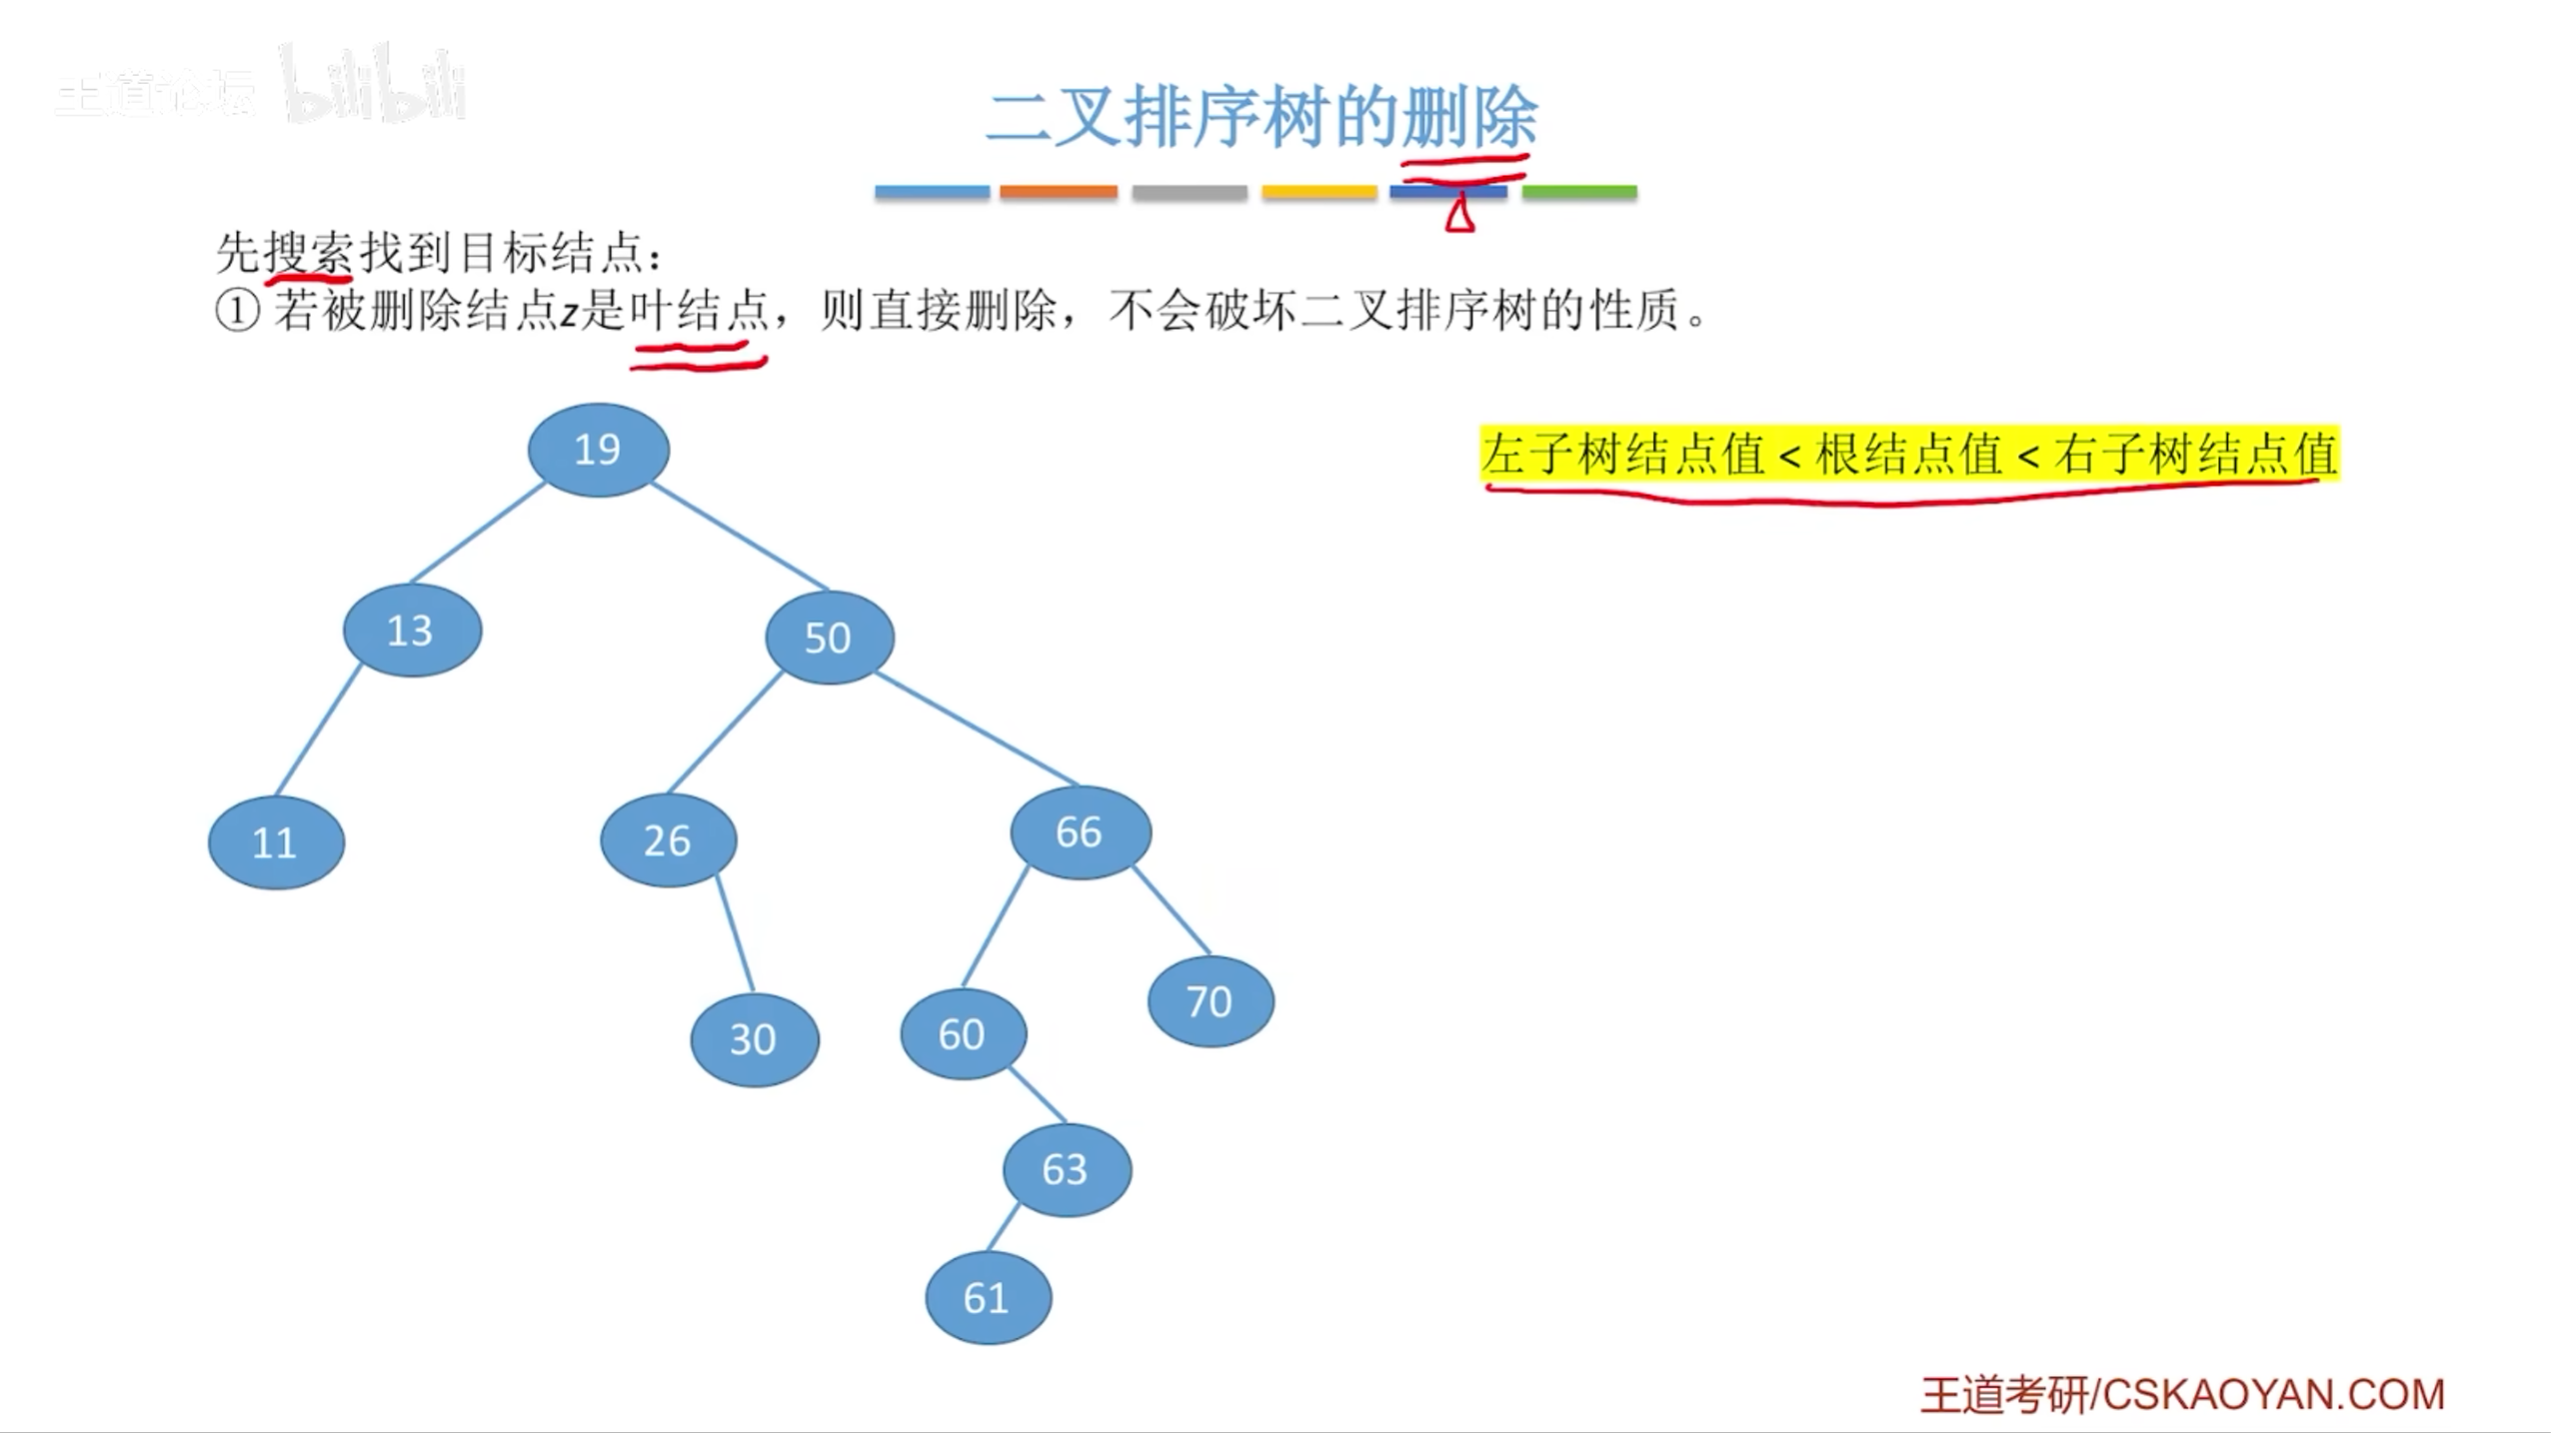 王道论坛 bilibili
二叉排序树的删除
先搜索找到目标结点：
① 若被删除结点z是叶结点，则直接删除，不会破坏二叉排序树的性质。
左子树结点值 < 根结点值 < 右子树结点值
19
13
50
11
26
66
30
60
70
63
61
王道考研/CSKAOYAN.COM